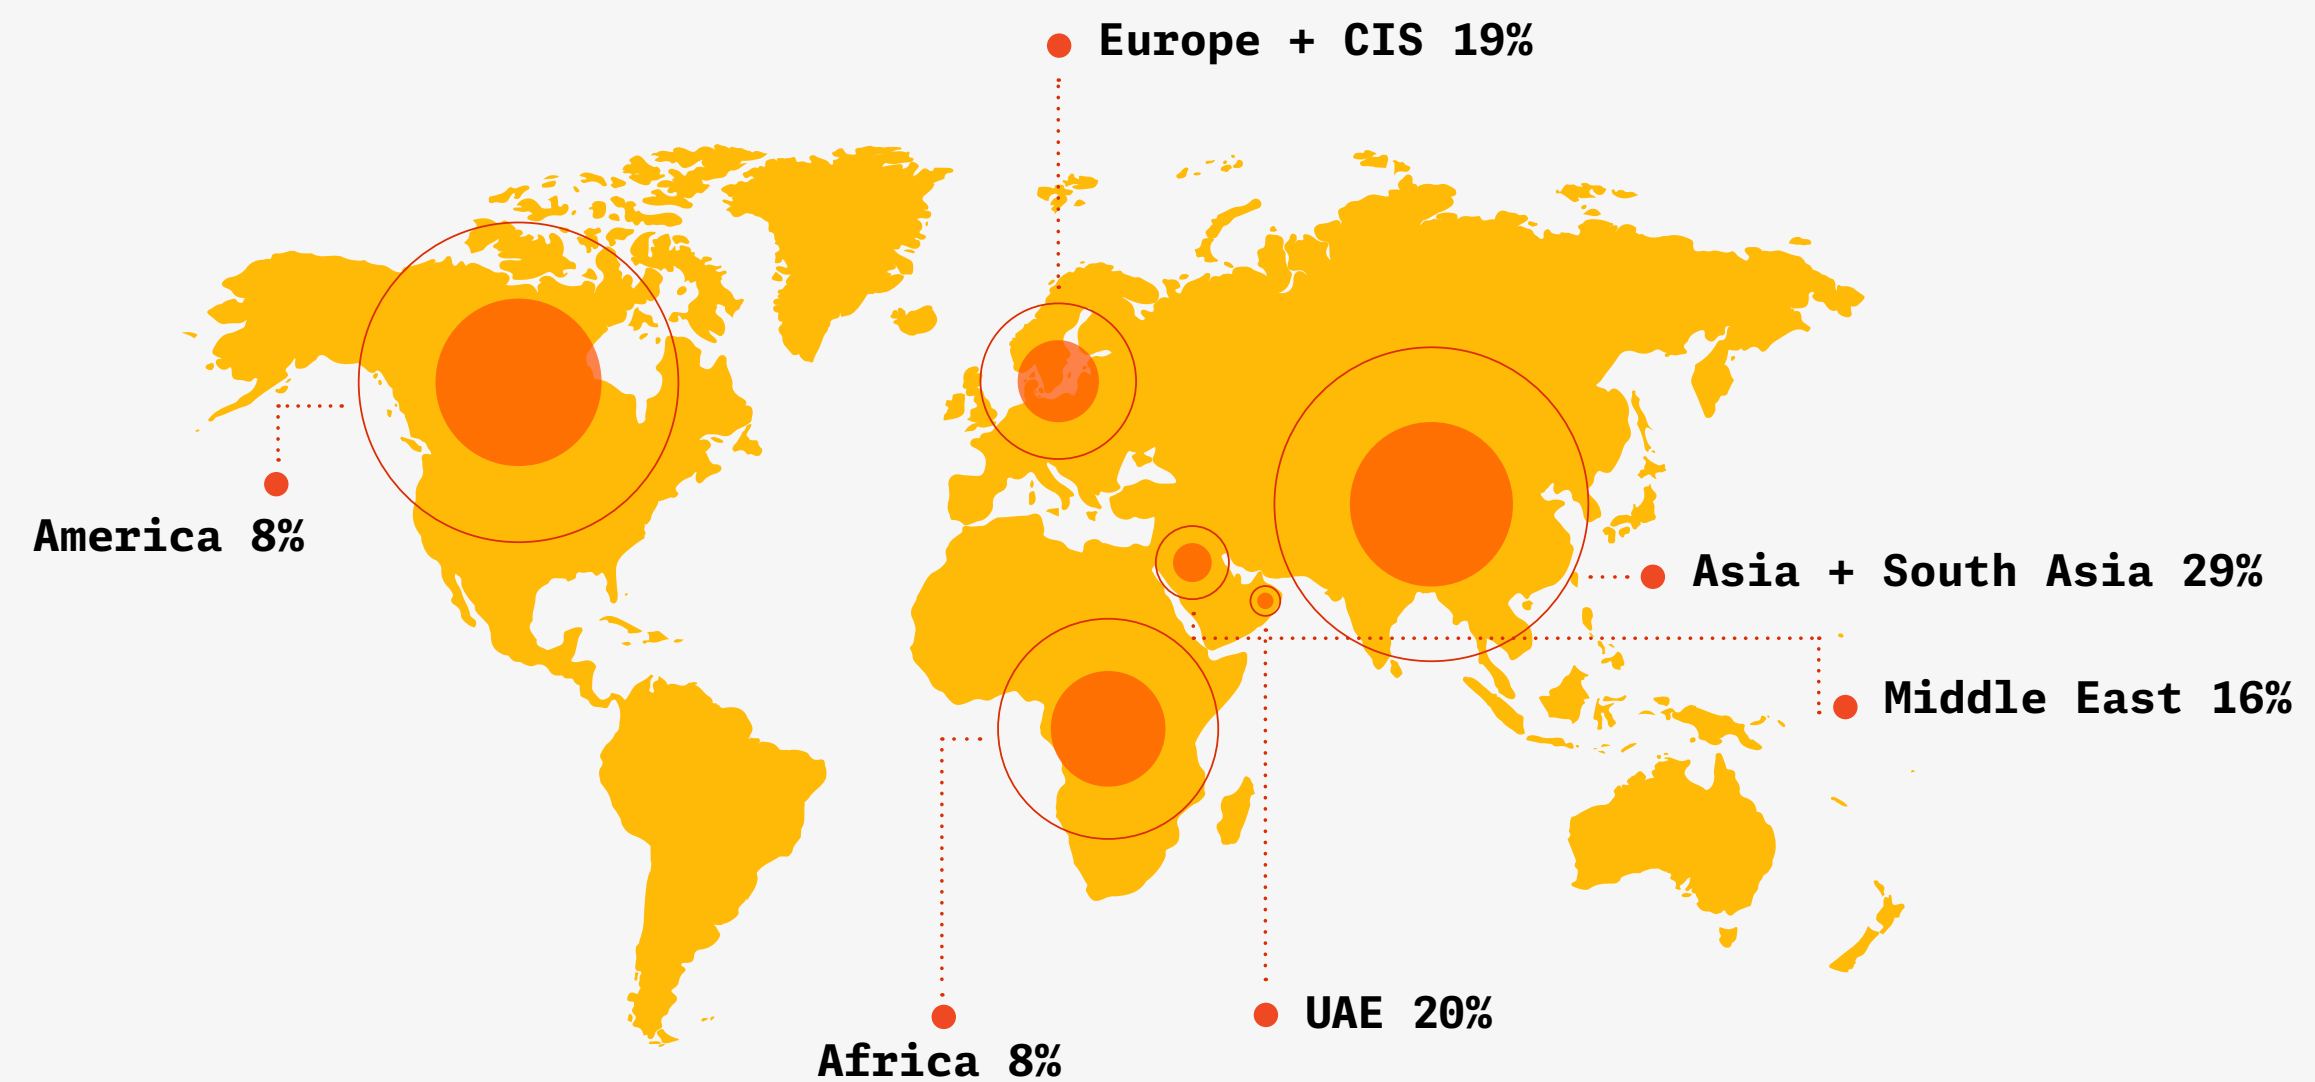 Europe + CIS 19%
America 8%
Asia + South Asia 29%
Middle East 16%
UAE 20%
Africa 8%